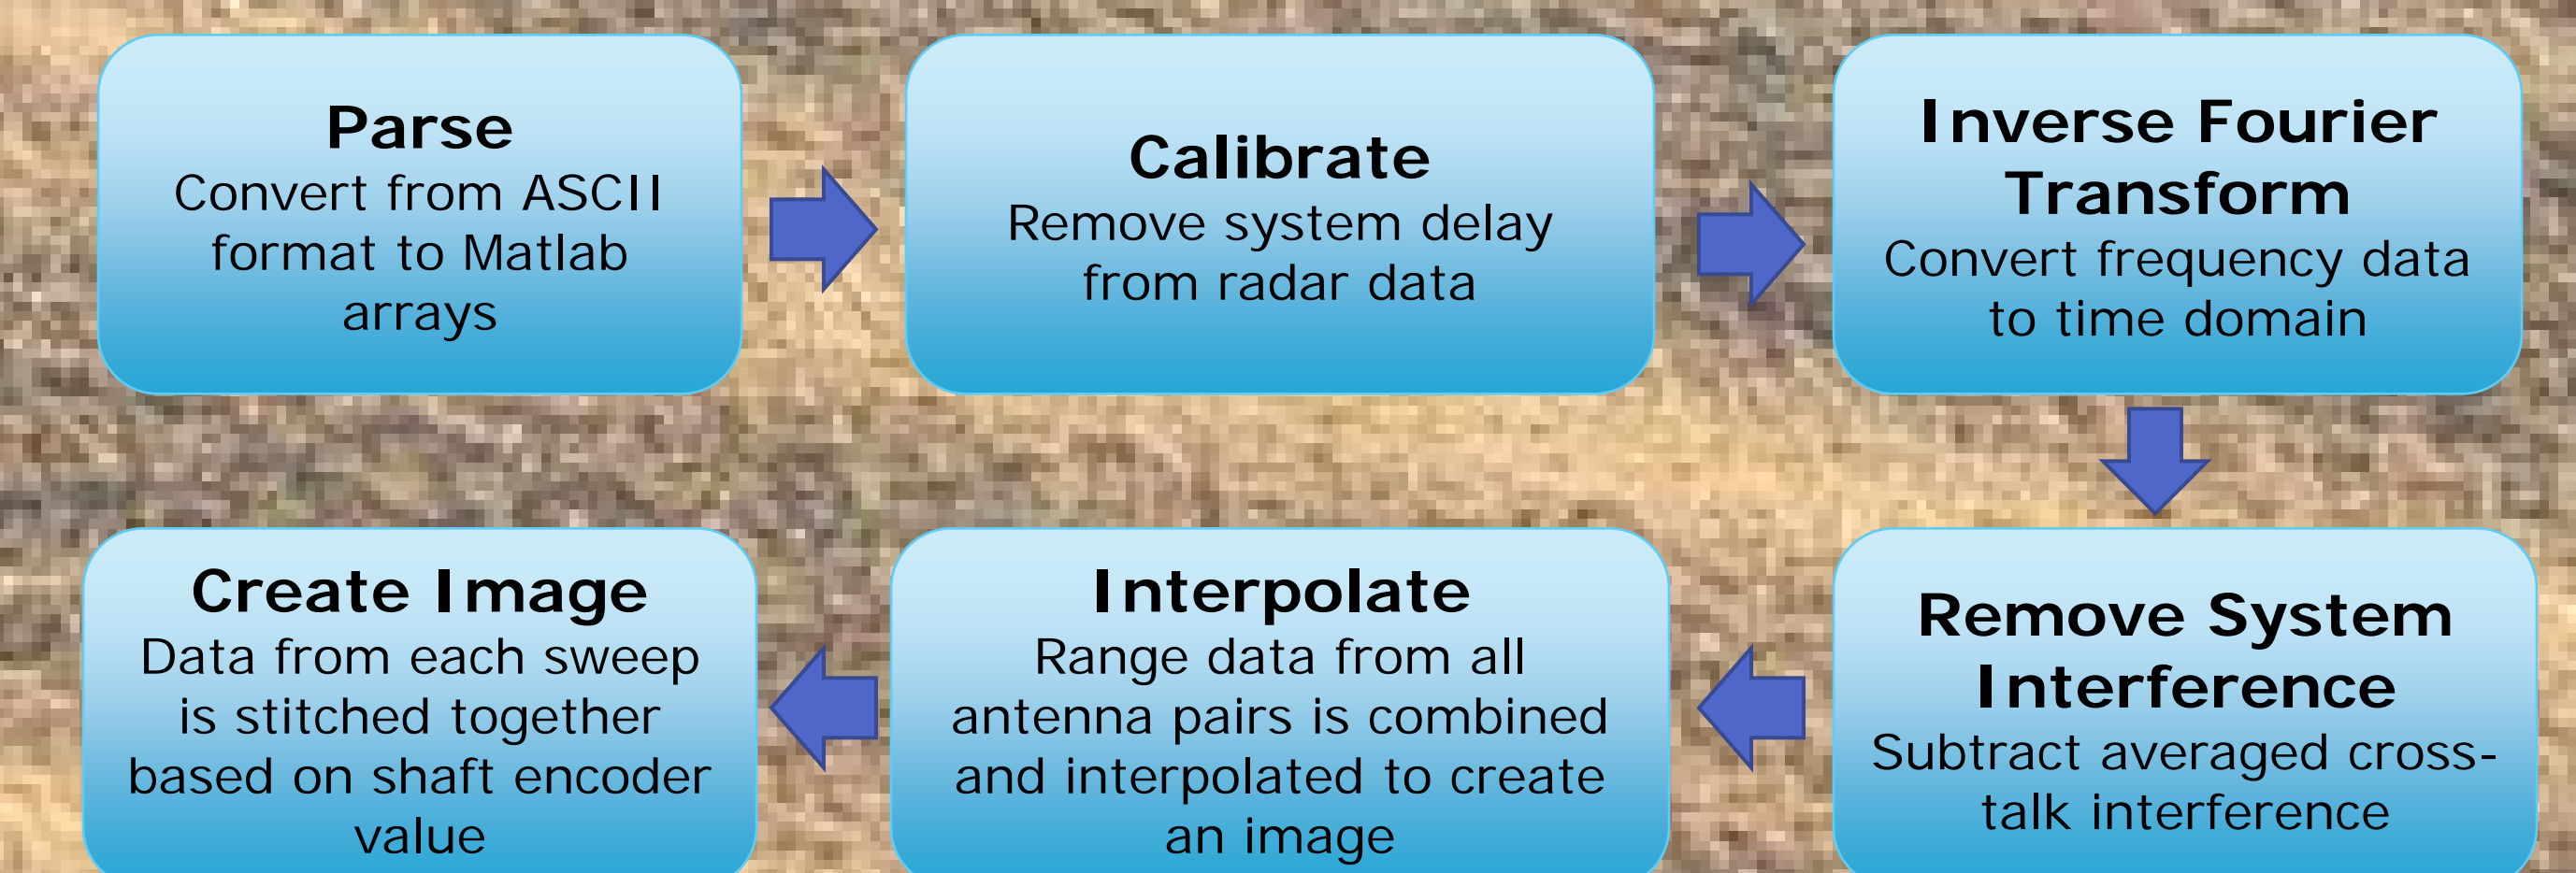 Parse
Convert from ASCII
format to Matlab
arrays
Calibrate
Remove system delay
from radar data
Inverse Fourier
Transform
Convert frequency data
to time domain
Remove System
Interference
Subtract averaged cross-
talk interference
Interpolate
Range data from all
antenna pairs is combined
and interpolated to create
an image
Create Image
Data from each sweep
is stitched together
based on shaft encoder
value